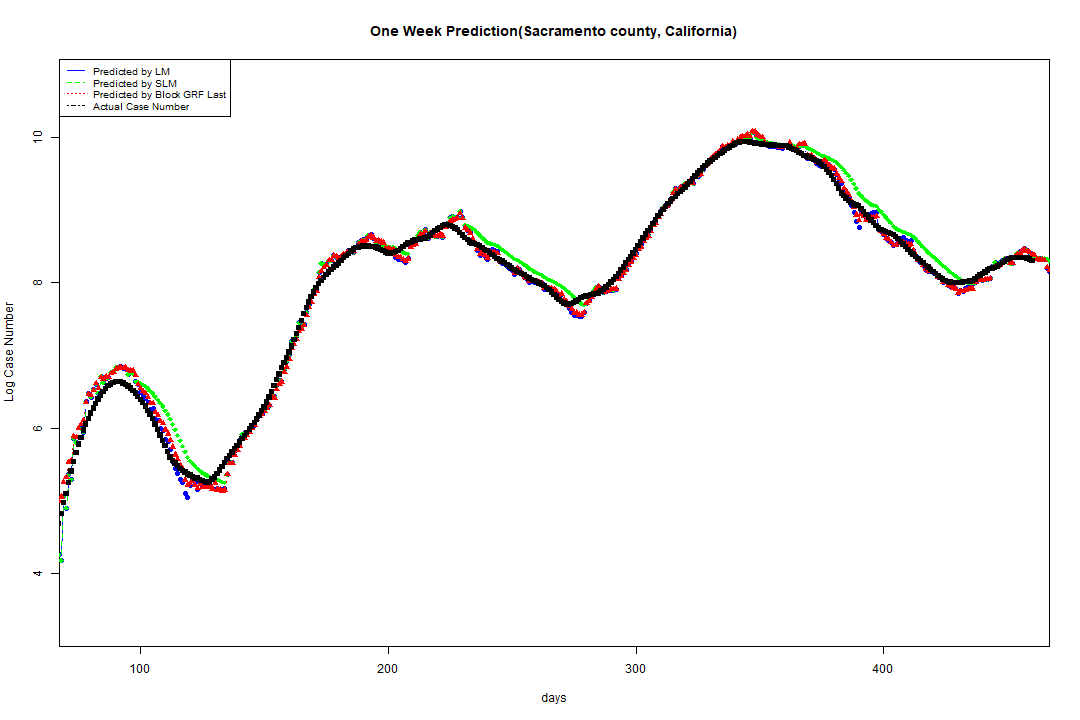 One Week Prediction(Sacramento county, California)
Predicted by LM
Predicted by SLM
Predicted by Block GRF Last
Actual Case Number
10
8
6
4
Log Case Number
100 200 300 400
days